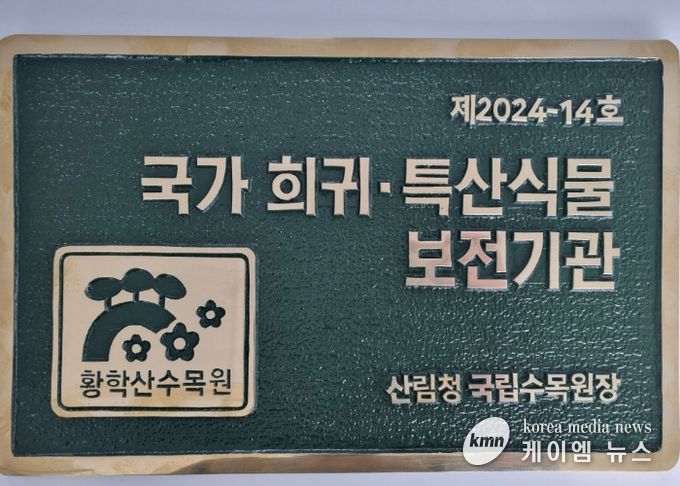 제2024-14호
국가 희귀·특산식물
보전기관
황학산수목원
산림청 국립수목원장
kmn korea media news
케이엠 뉴스